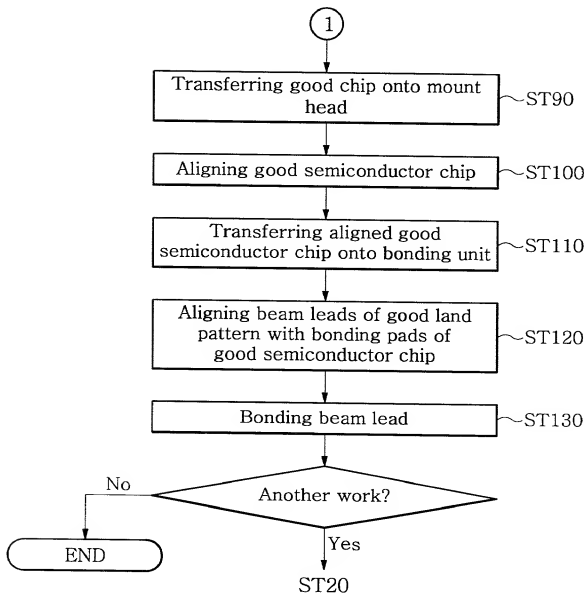 1
Transferring good chip onto mount
head
ST90
Aligning good semiconductor chip
ST100
Transferring aligned good
semiconductor chip onto bonding unit
ST110
Aligning beam leads of good land
pattern with bonding pads of
good semiconductor chip
ST120
Bonding beam lead
ST130
Another work?
No
END
Yes
ST20